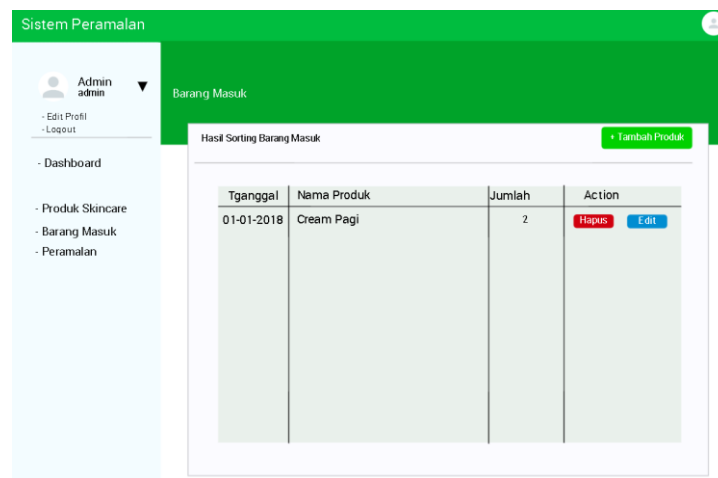 Sistem Peramalan
Admin
admin
▼
- Edit Profil
- Logout
- Dashboard
- Produk Skincare
- Barang Masuk
- Peramalan
Barang Masuk
Hasil Sorting Barang Masuk
+ Tambah Produk
Tganggal Nama Produk Jumlah Action
01-01-2018 Cream Pagi 2 Hapus Edit